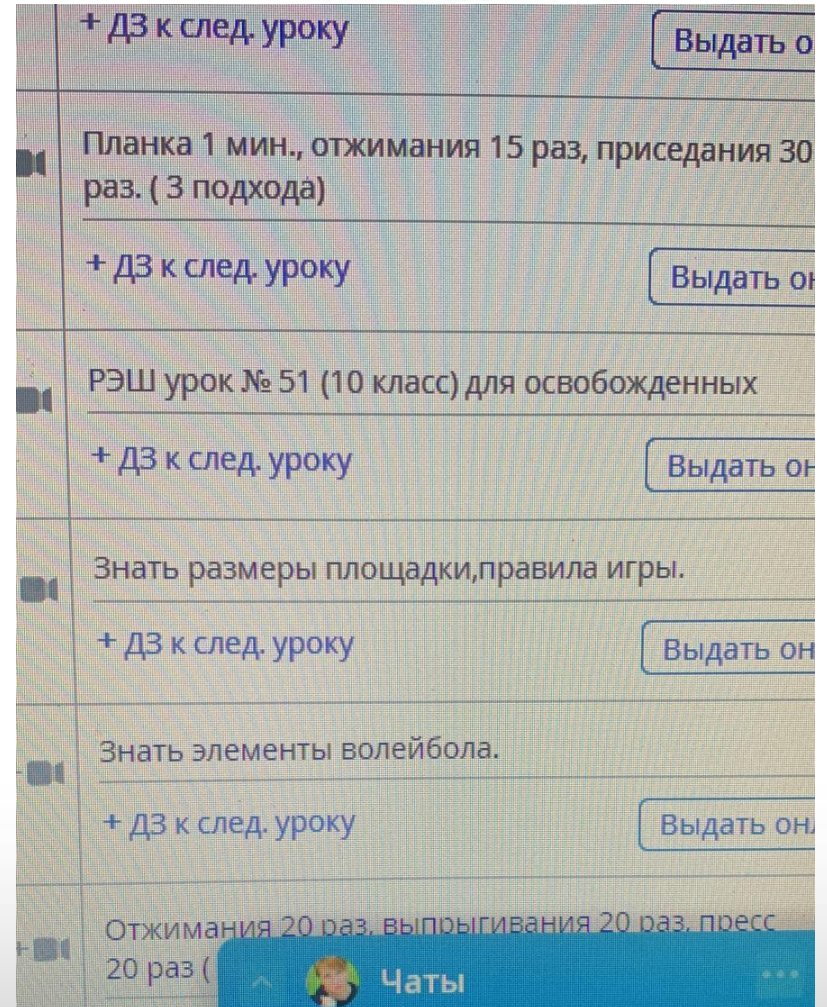 + ДЗ к след. уроку
Выдать о
Планка 1 мин., отжимания 15 раз, приседания 30
раз. ( 3 подхода)
+ ДЗ к след. уроку
Выдать он
РЭШ урок № 51 (10 класс) для освобожденных
+ ДЗ к след. уроку
Выдать он
Знать размеры площадки,правила игры.
+ ДЗ к след. уроку
Выдать он
Знать элементы волейбола.
+ ДЗ к след. уроку
Выдать онл
Отжимания 20 раз, выпрыгивания 20 раз, пресс
20 раз (
Чаты